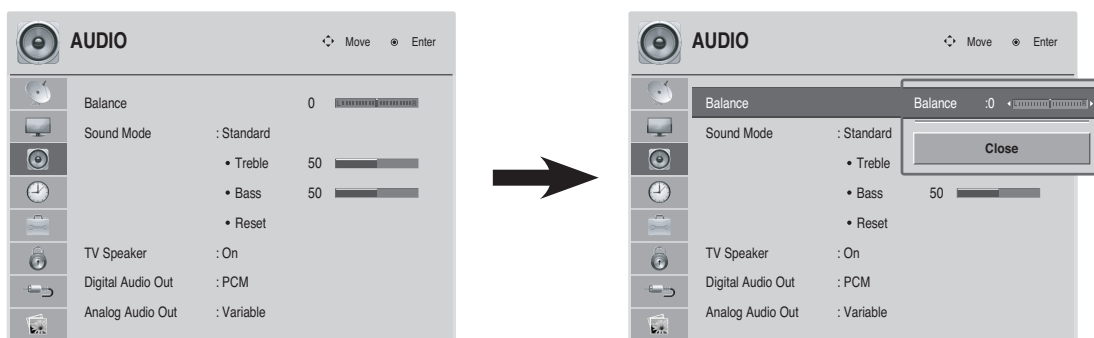 AUDIO
Move
Enter
Balance 0
Sound Mode : Standard
• Treble 50
• Bass 50
• Reset
TV Speaker : On
Digital Audio Out : PCM
Analog Audio Out : Variable
AUDIO
Move
Enter
Balance
Balance :0
Sound Mode : Standard
Close
• Treble
• Bass 50
• Reset
TV Speaker : On
Digital Audio Out : PCM
Analog Audio Out : Variable